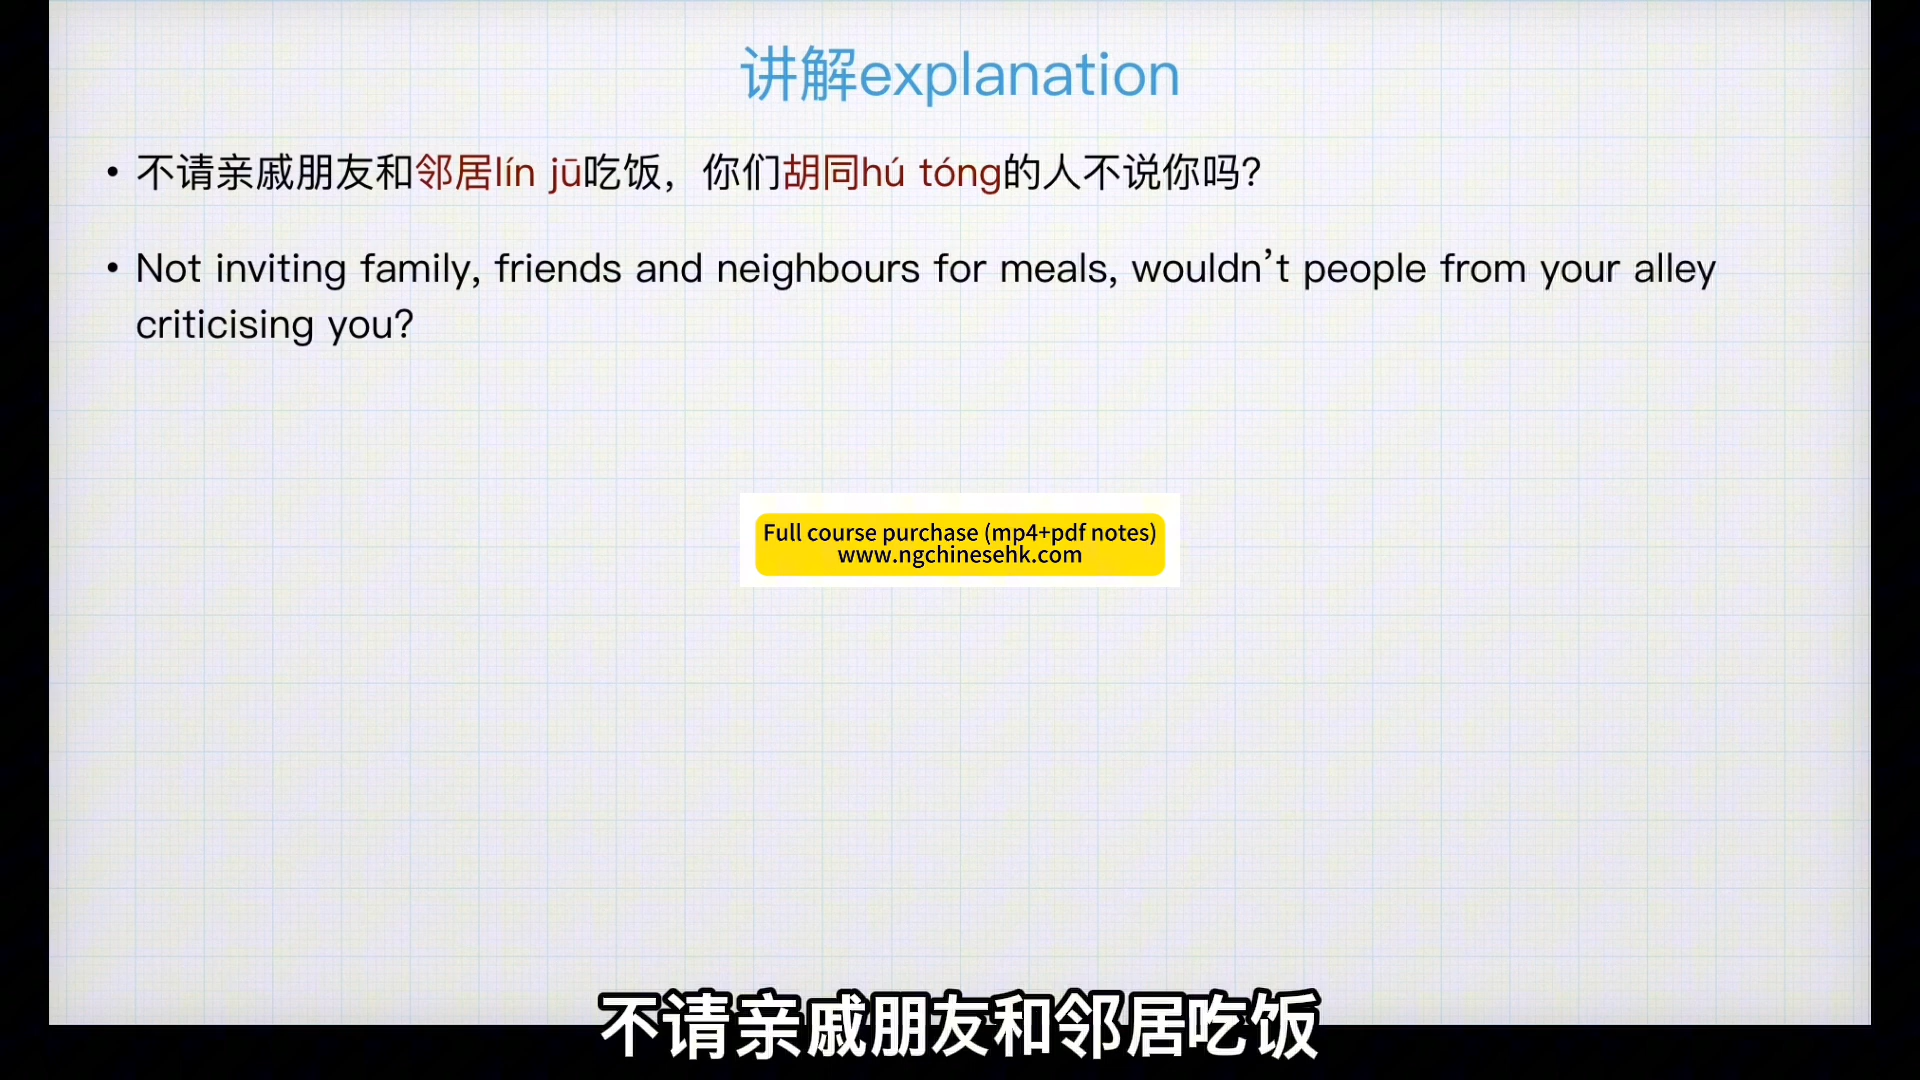 讲解explanation
• 不请亲戚朋友和邻居lín jū吃饭，你们胡同hú tóng的人不说你吗？
• Not inviting family, friends and neighbours for meals, wouldn’t people from your alley
criticising you?
Full course purchase (mp4+pdf notes)
www.ngchinesehk.com
不请亲戚朋友和邻居吃饭